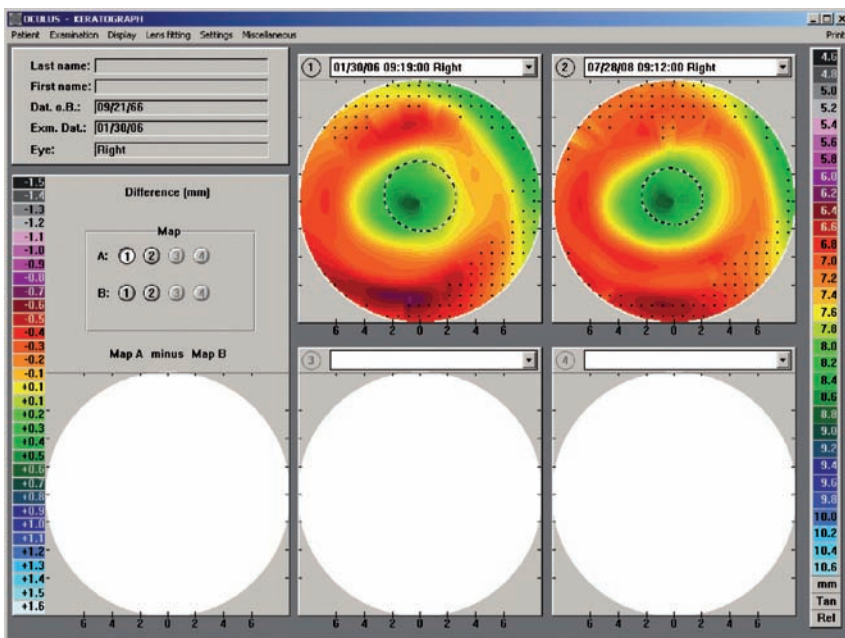 OCULUS - KERATOGRAPH
Patient Examination Display Lens fitting Settings Miscellaneous Print
Last name:
First name:
Dat. o.B.: 09/21/66
Exm. Dat.: 01/30/06
Eye: Right
1 01/30/06 09:19:00 Right
2 07/28/08 09:12:00 Right
6 4 2 0 2 4 6
6 4 2 0 2 4 6
Difference (mm)
Map
A: 1 2 3 4
B: 1 2 3 4
Map A minus Map B
-1.5
-1.4
-1.3
-1.2
-1.1
-1.0
-0.9
-0.8
-0.7
-0.6
-0.5
-0.4
-0.3
-0.2
-0.1
+0.1
+0.2
+0.3
+0.4
+0.5
+0.6
+0.7
+0.8
+0.9
+1.0
+1.1
+1.2
+1.3
+1.4
+1.5
+1.6
3
4
6 4 2 0 2 4 6
6 4 2 0 2 4 6
6 4 2 0 2 4 6
4.6
4.8
5.0
5.2
5.4
5.6
5.8
6.0
6.2
6.4
6.6
6.8
7.0
7.2
7.4
7.6
7.8
8.0
8.2
8.4
8.6
8.8
9.0
9.2
9.4
9.6
9.8
10.0
10.2
10.4
10.6
mm
Tan
Rel